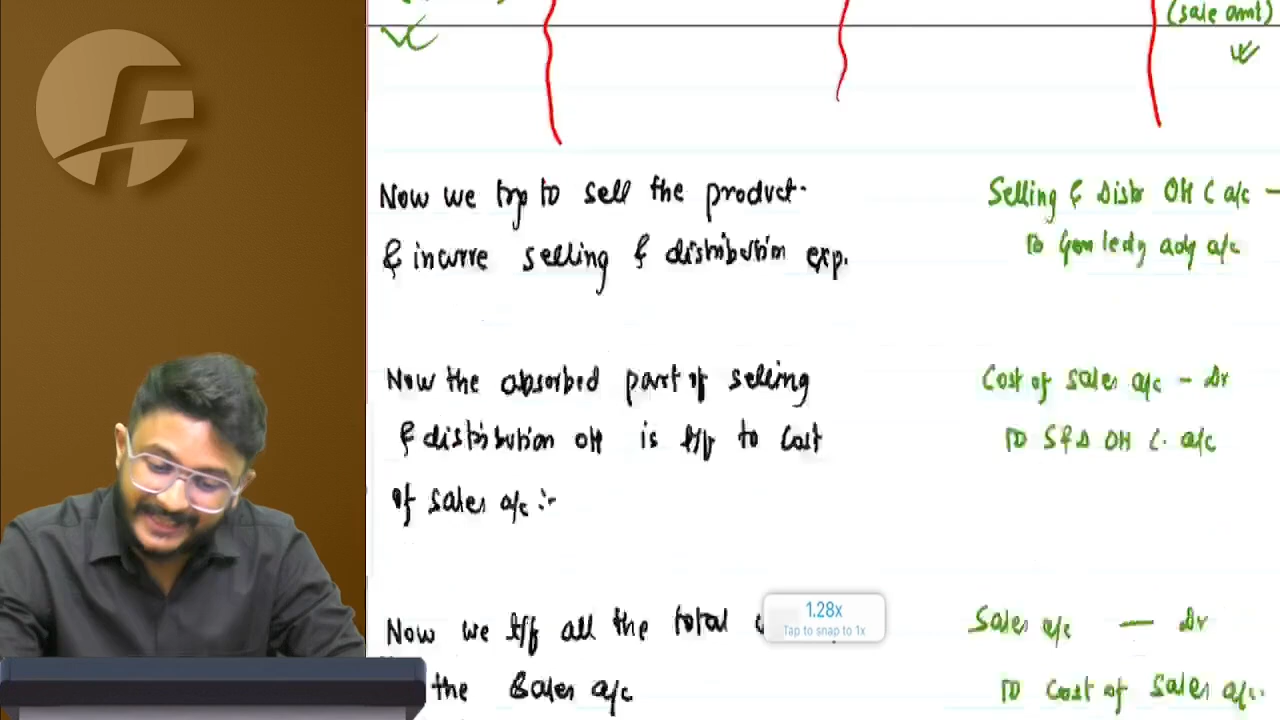 (sale amt)
Now we try to sell the product. Selling & Distr OH C a/c -
& incurre selling & distribution exp. To Gen ledg adj a/c
Now the absorbed part of selling Cost of sales a/c - Dr
& distribution OH is t/f to Cost To S&D OH C. a/c
of sales a/c :-
1.28x
Tap to snap to 1x
Now we t/f all the total Sales a/c — Dr
the Sales a/c To Cost of Sales a/c.